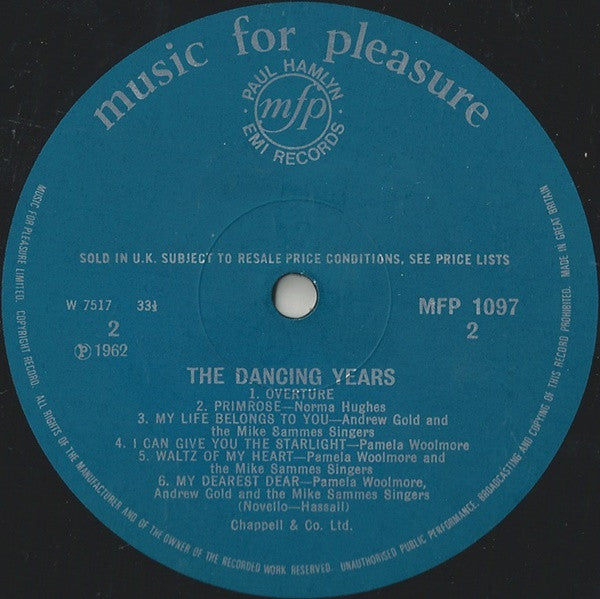 music for pleasure
PAUL HAMLYN
mfp
· EMI RECORDS ·
SOLD IN U.K. SUBJECT TO RESALE PRICE CONDITIONS, SEE PRICE LISTS
W 7517 33⅓
2
Ⓟ 1962
MFP 1097
2
THE DANCING YEARS
1. OVERTURE
2. PRIMROSE—Norma Hughes
3. MY LIFE BELONGS TO YOU—Andrew Gold and
the Mike Sammes Singers
4. I CAN GIVE YOU THE STARLIGHT—Pamela Woolmore
5. WALTZ OF MY HEART—Pamela Woolmore and
the Mike Sammes Singers
6. MY DEAREST DEAR—Pamela Woolmore,
Andrew Gold and the Mike Sammes Singers
(Novello—Hassall)
Chappell & Co. Ltd.
MUSIC FOR PLEASURE LIMITED. COPYRIGHT RECORD. ALL RIGHTS OF THE MANUFACTURER AND OF THE OWNER OF THE RECORDED WORK RESERVED. UNAUTHORISED PUBLIC PERFORMANCE, BROADCASTING AND COPYING OF THIS RECORD PROHIBITED. MADE IN GREAT BRITAIN